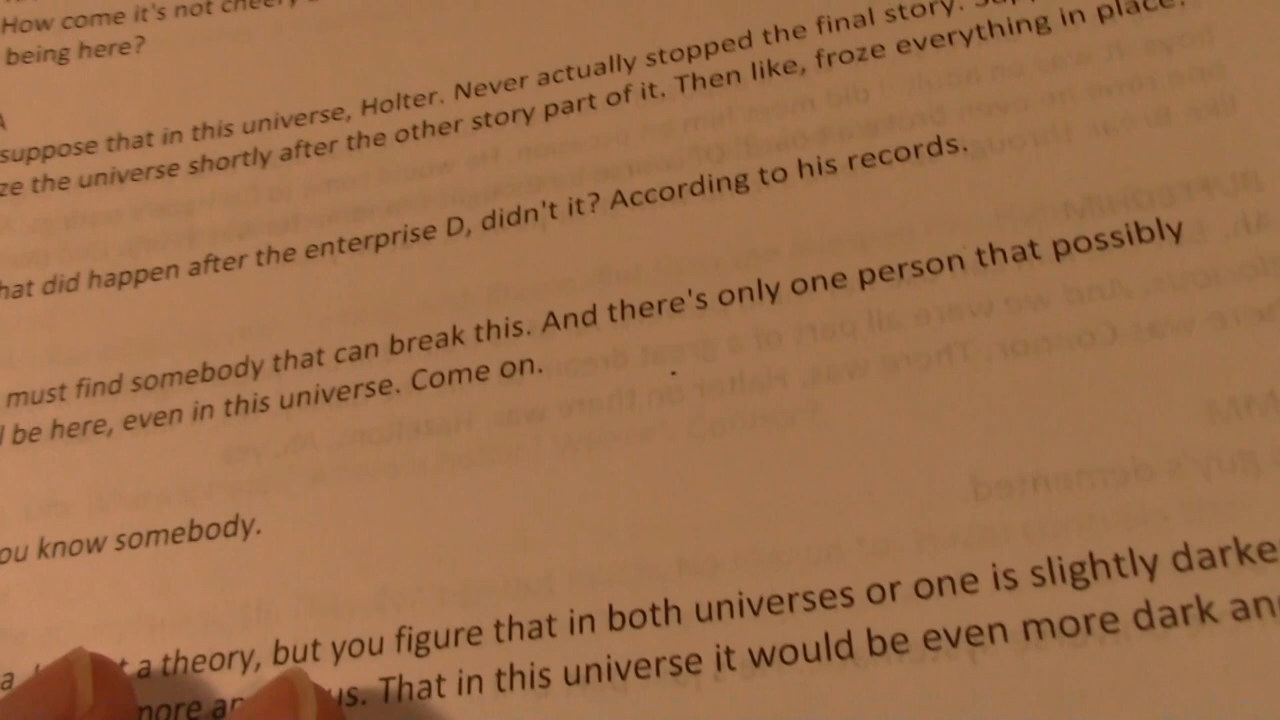 How come it's not cheery
being here?
A
suppose that in this universe, Holter. Never actually stopped the final story.
ze the universe shortly after the other story part of it. Then like, froze everything in place.
hat did happen after the enterprise D, didn't it? According to his records.
must find somebody that can break this. And there's only one person that possibly
l be here, even in this universe. Come on.
ou know somebody.
a theory, but you figure that in both universes or one is slightly darke
more us. That in this universe it would be even more dark an